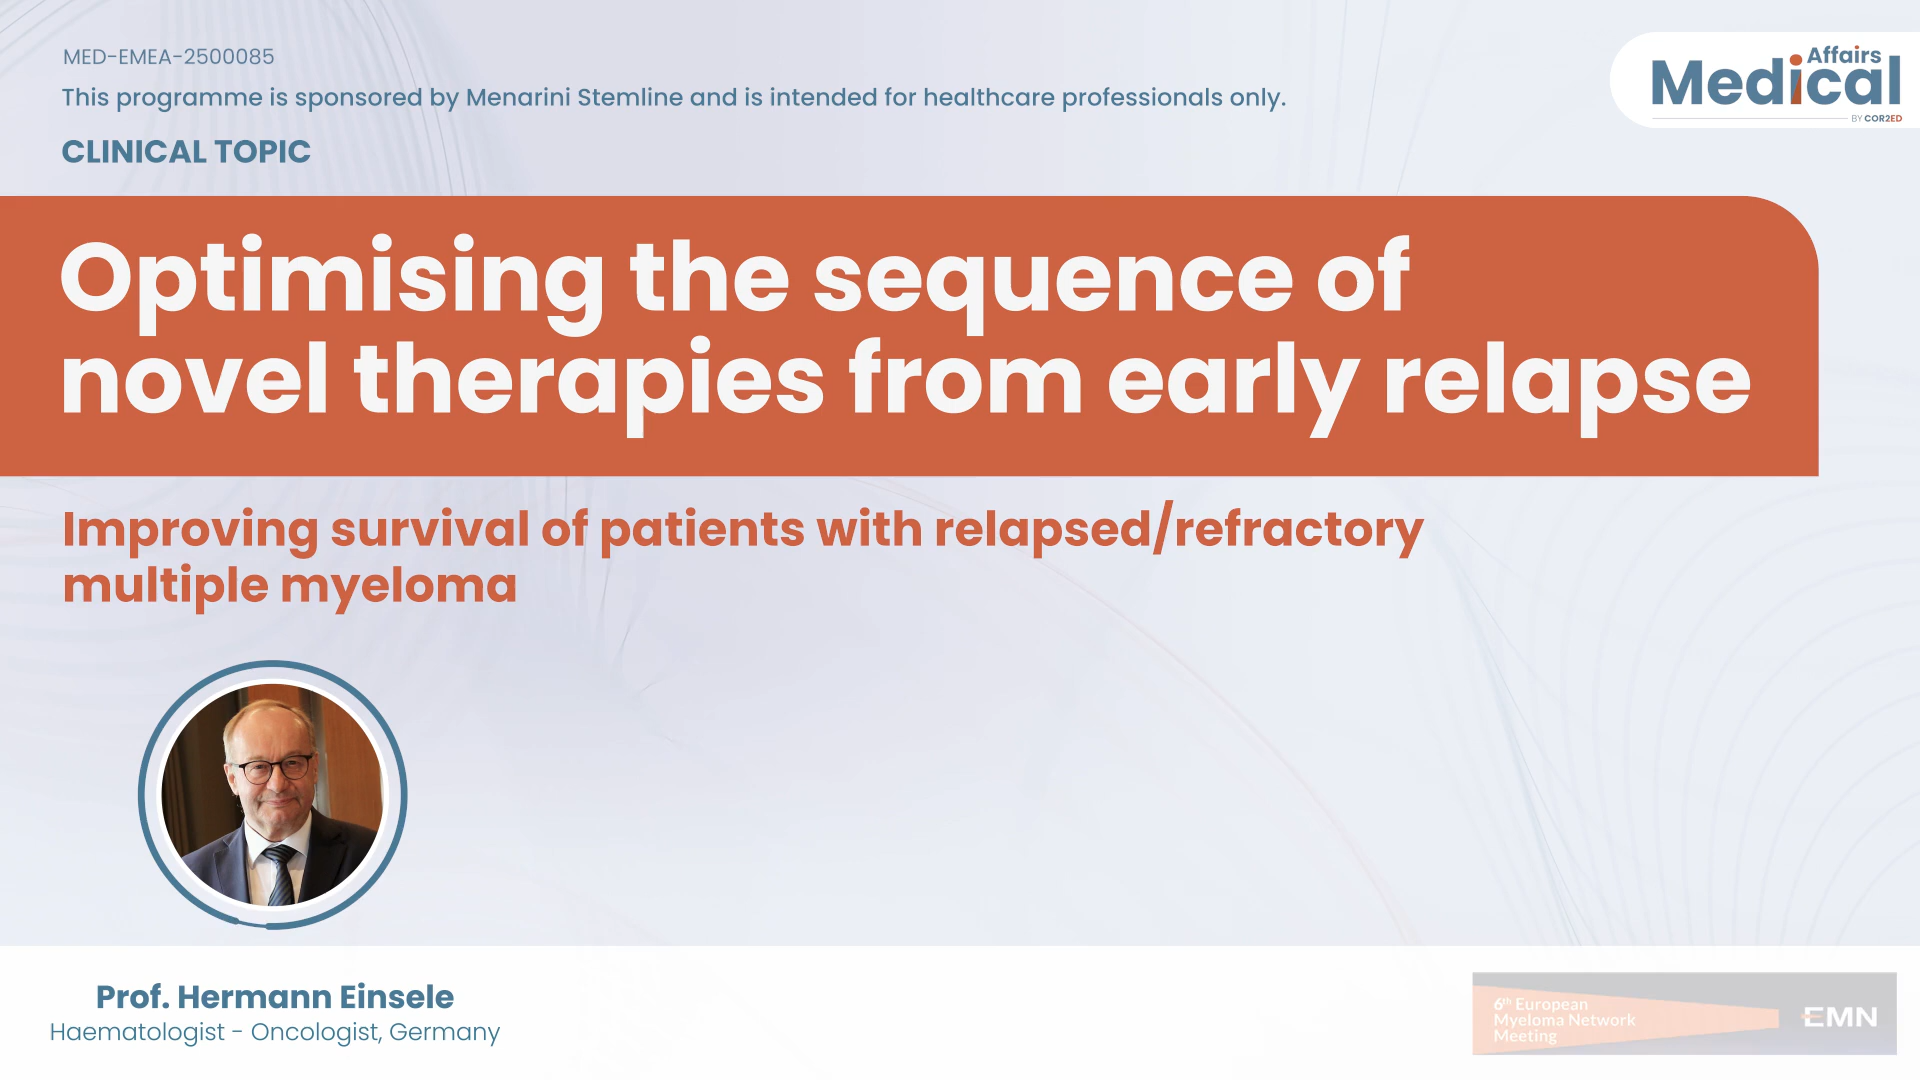 MED-EMEA-2500085
This programme is sponsored by Menarini Stemline and is intended for healthcare professionals only.
CLINICAL TOPIC
Medical Affairs
BY COR2ED
Optimising the sequence of
novel therapies from early relapse
Improving survival of patients with relapsed/refractory
multiple myeloma
Prof. Hermann Einsele
Haematologist - Oncologist, Germany
6th European
Myeloma Network
Meeting
EMN